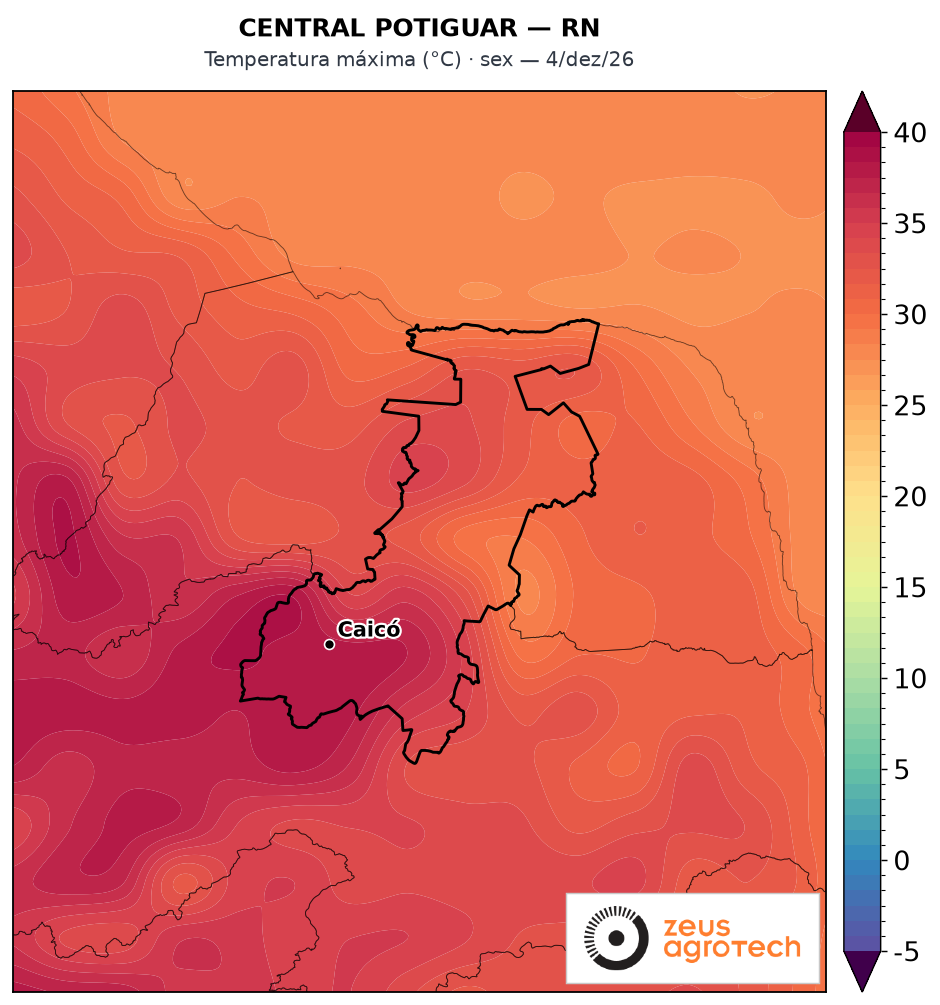 CENTRAL POTIGUAR — RN
Temperatura máxima (°C) · sex — 4/dez/26
40
35
30
25
20
15
10
5
0
-5
Caicó
zeus
agrotech